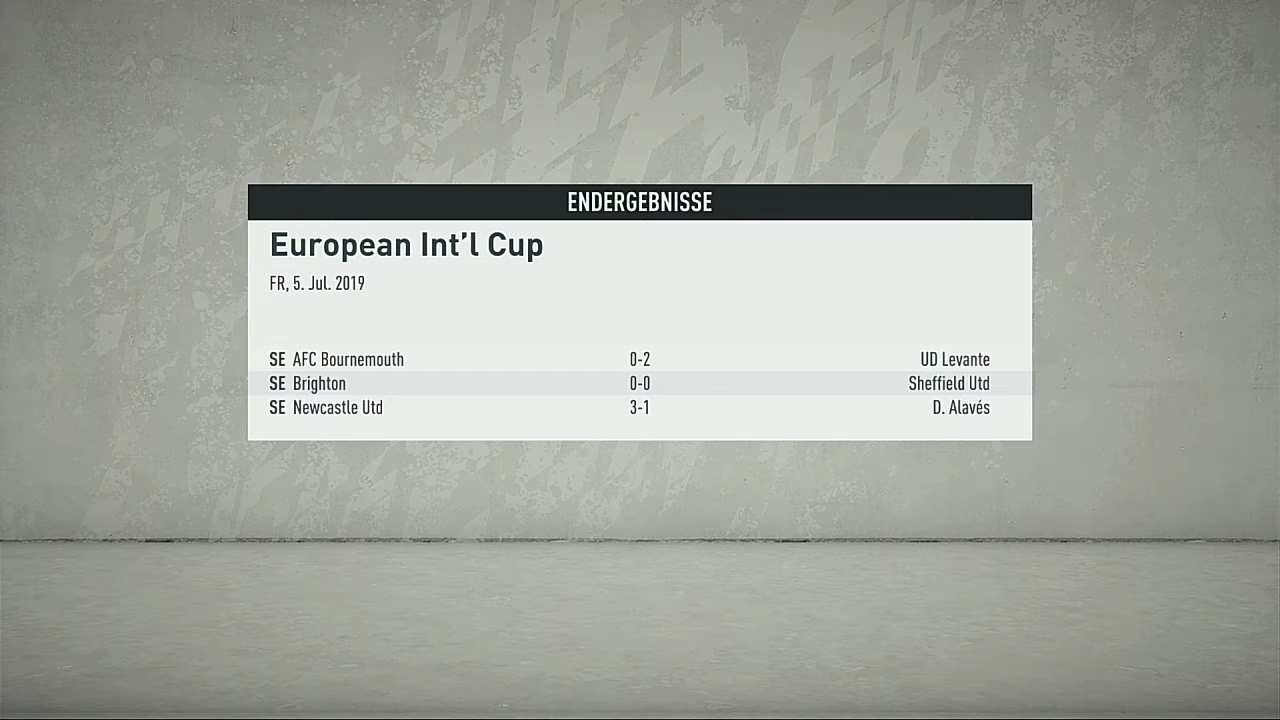 ENDERGEBNISSE
European Int'l Cup
FR, 5. Jul. 2019
SE AFC Bournemouth 0-2 UD Levante
SE Brighton 0-0 Sheffield Utd
SE Newcastle Utd 3-1 D. Alavés